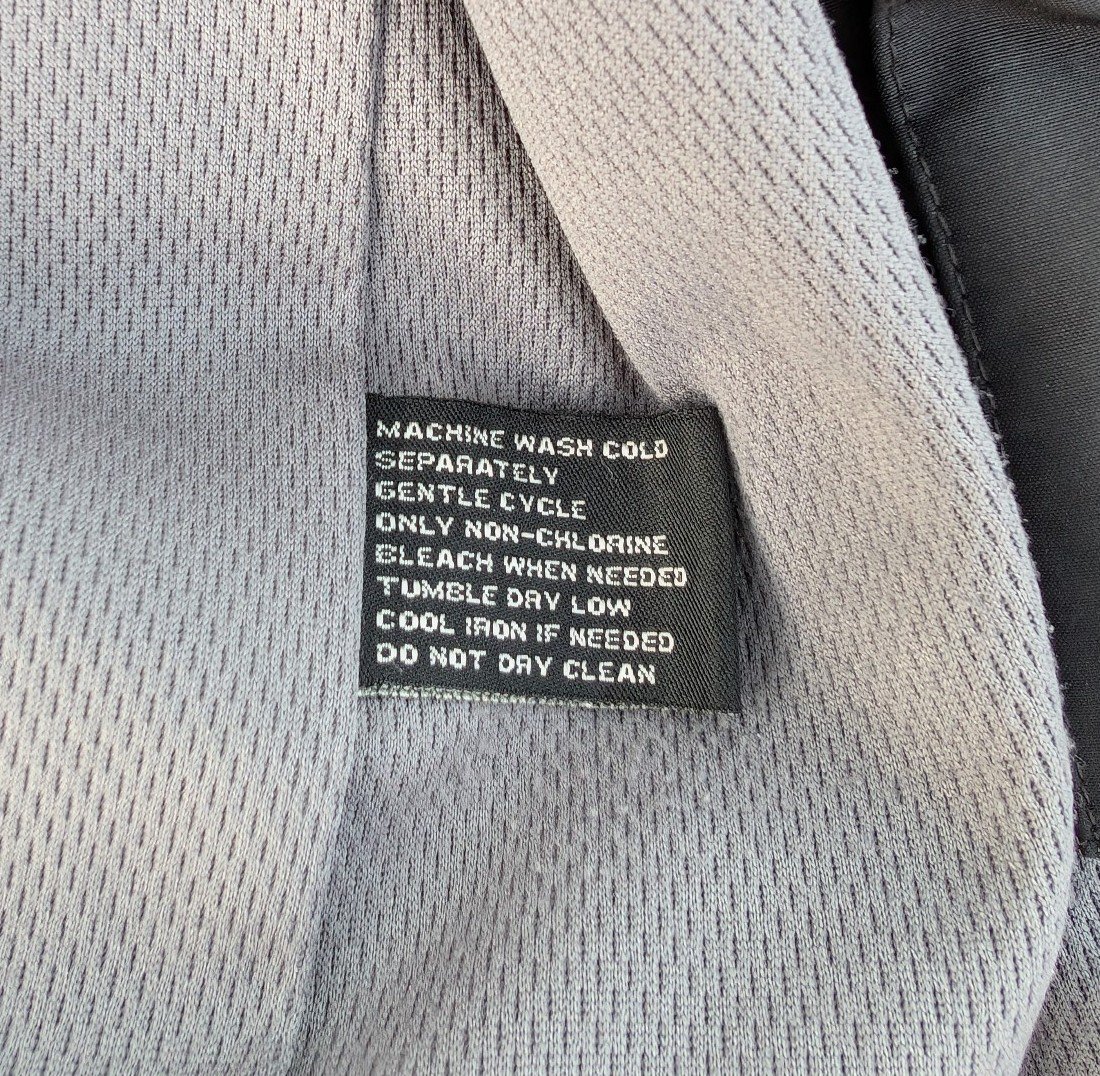 MACHINE WASH COLD
SEPARATELY
GENTLE CYCLE
ONLY NON-CHLORINE
BLEACH WHEN NEEDED
TUMBLE DRY LOW
COOL IRON IF NEEDED
DO NOT DRY CLEAN